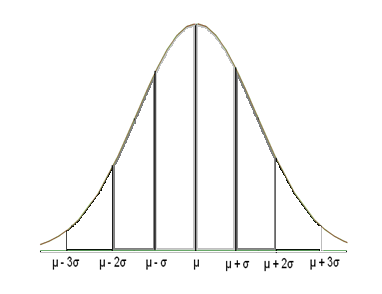 μ - 3σ μ - 2σ μ - σ μ μ + σ μ + 2σ μ + 3σ